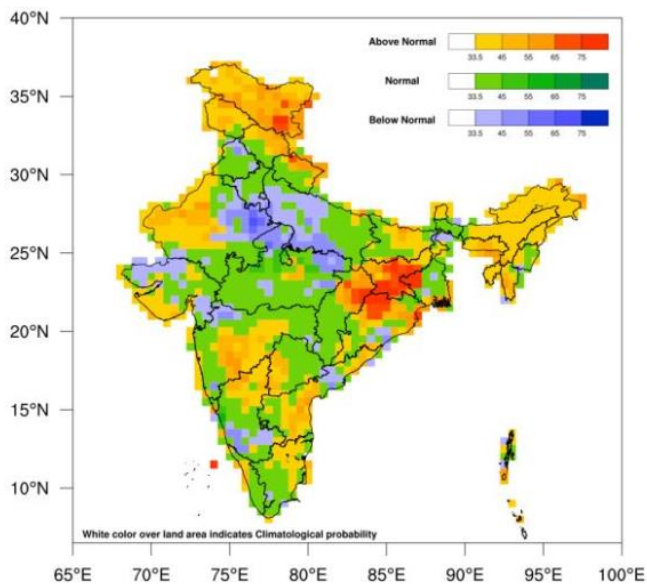 40°N
35°N
30°N
25°N
20°N
15°N
10°N
Above Normal
33.5 45 55 65 75
Normal
33.5 45 55 65 75
Below Normal
33.5 45 55 65 75
White color over land area indicates Climatological probability
65°E 70°E 75°E 80°E 85°E 90°E 95°E 100°E